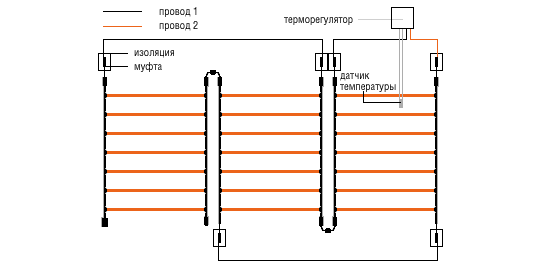 провод 1
провод 2
терморегулятор
изоляция
муфта
датчик
температуры